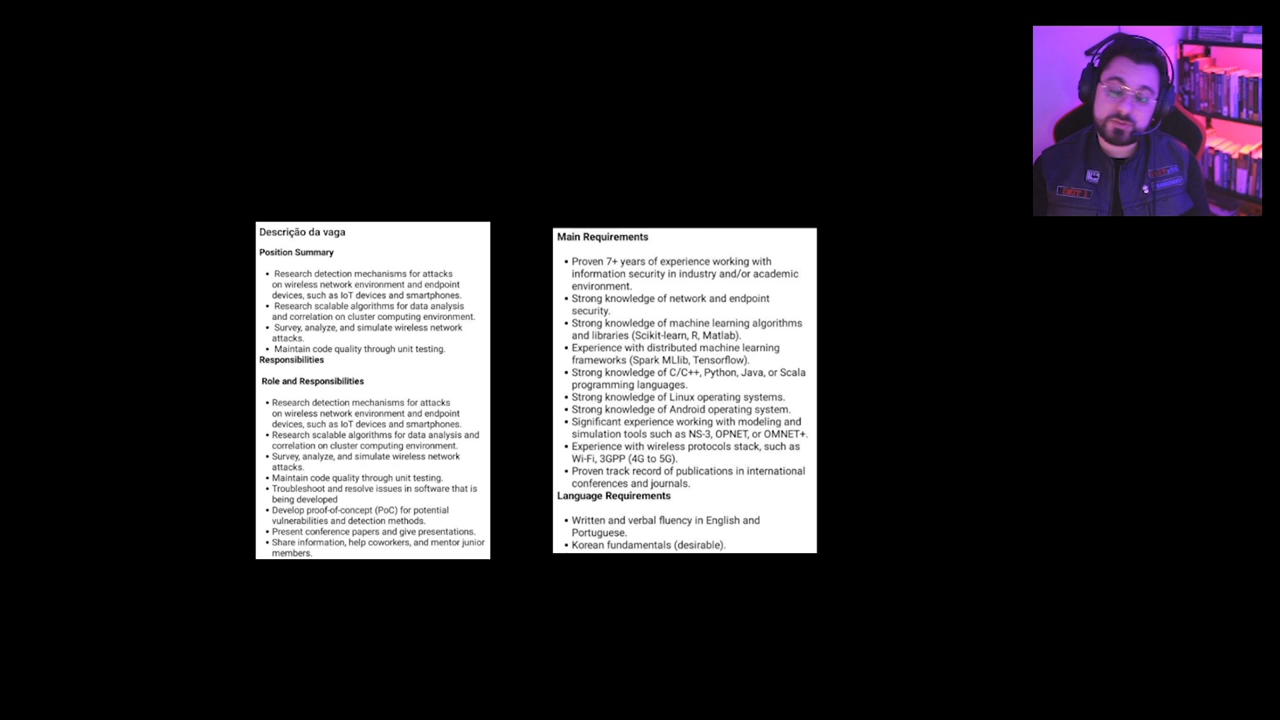 Descrição da vaga
Position Summary
• Research detection mechanisms for attacks
on wireless network environment and endpoint
devices, such as IoT devices and smartphones.
• Research scalable algorithms for data analysis
and correlation on cluster computing environment.
• Survey, analyze, and simulate wireless network
attacks.
• Maintain code quality through unit testing.
Responsibilities
Role and Responsibilities
• Research detection mechanisms for attacks
on wireless network environment and endpoint
devices, such as IoT devices and smartphones.
• Research scalable algorithms for data analysis and
correlation on cluster computing environment.
• Survey, analyze, and simulate wireless network
attacks.
• Maintain code quality through unit testing.
• Troubleshoot and resolve issues in software that is
being developed
• Develop proof-of-concept (PoC) for potential
vulnerabilities and detection methods.
• Present conference papers and give presentations.
• Share information, help coworkers, and mentor junior
members.
Main Requirements
• Proven 7+ years of experience working with
information security in industry and/or academic
environment.
• Strong knowledge of network and endpoint
security.
• Strong knowledge of machine learning algorithms
and libraries (Scikit-learn, R, Matlab).
• Experience with distributed machine learning
frameworks (Spark MLlib, Tensorflow).
• Strong knowledge of C/C++, Python, Java, or Scala
programming languages.
• Strong knowledge of Linux operating systems.
• Strong knowledge of Android operating system.
• Significant experience working with modeling and
simulation tools such as NS-3, OPNET, or OMNET+.
• Experience with wireless protocols stack, such as
Wi-Fi, 3GPP (4G to 5G).
• Proven track record of publications in international
conferences and journals.
Language Requirements
• Written and verbal fluency in English and
Portuguese.
• Korean fundamentals (desirable).